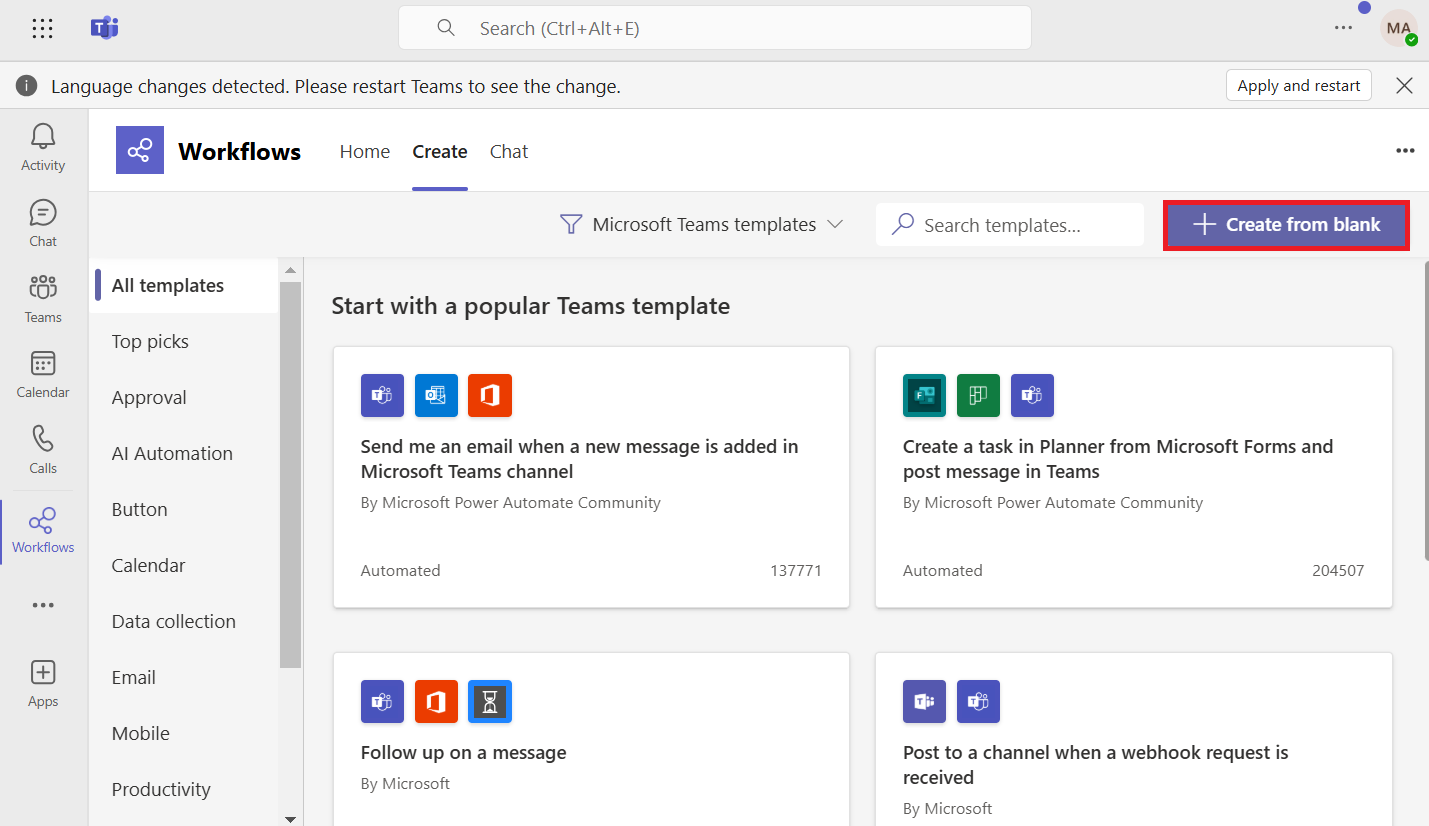 Search (Ctrl+Alt+E)
MA
Language changes detected. Please restart Teams to see the change.
Apply and restart
Activity
Chat
Teams
Calendar
Calls
Workflows
Apps
Workflows
Home
Create
Chat
Microsoft Teams templates
Search templates...
Create from blank
All templates
Top picks
Approval
AI Automation
Button
Calendar
Data collection
Email
Mobile
Productivity
Start with a popular Teams template
Send me an email when a new message is added in
Microsoft Teams channel
By Microsoft Power Automate Community
Automated
137771
Create a task in Planner from Microsoft Forms and
post message in Teams
By Microsoft Power Automate Community
Automated
204507
Follow up on a message
By Microsoft
Post to a channel when a webhook request is
received
By Microsoft